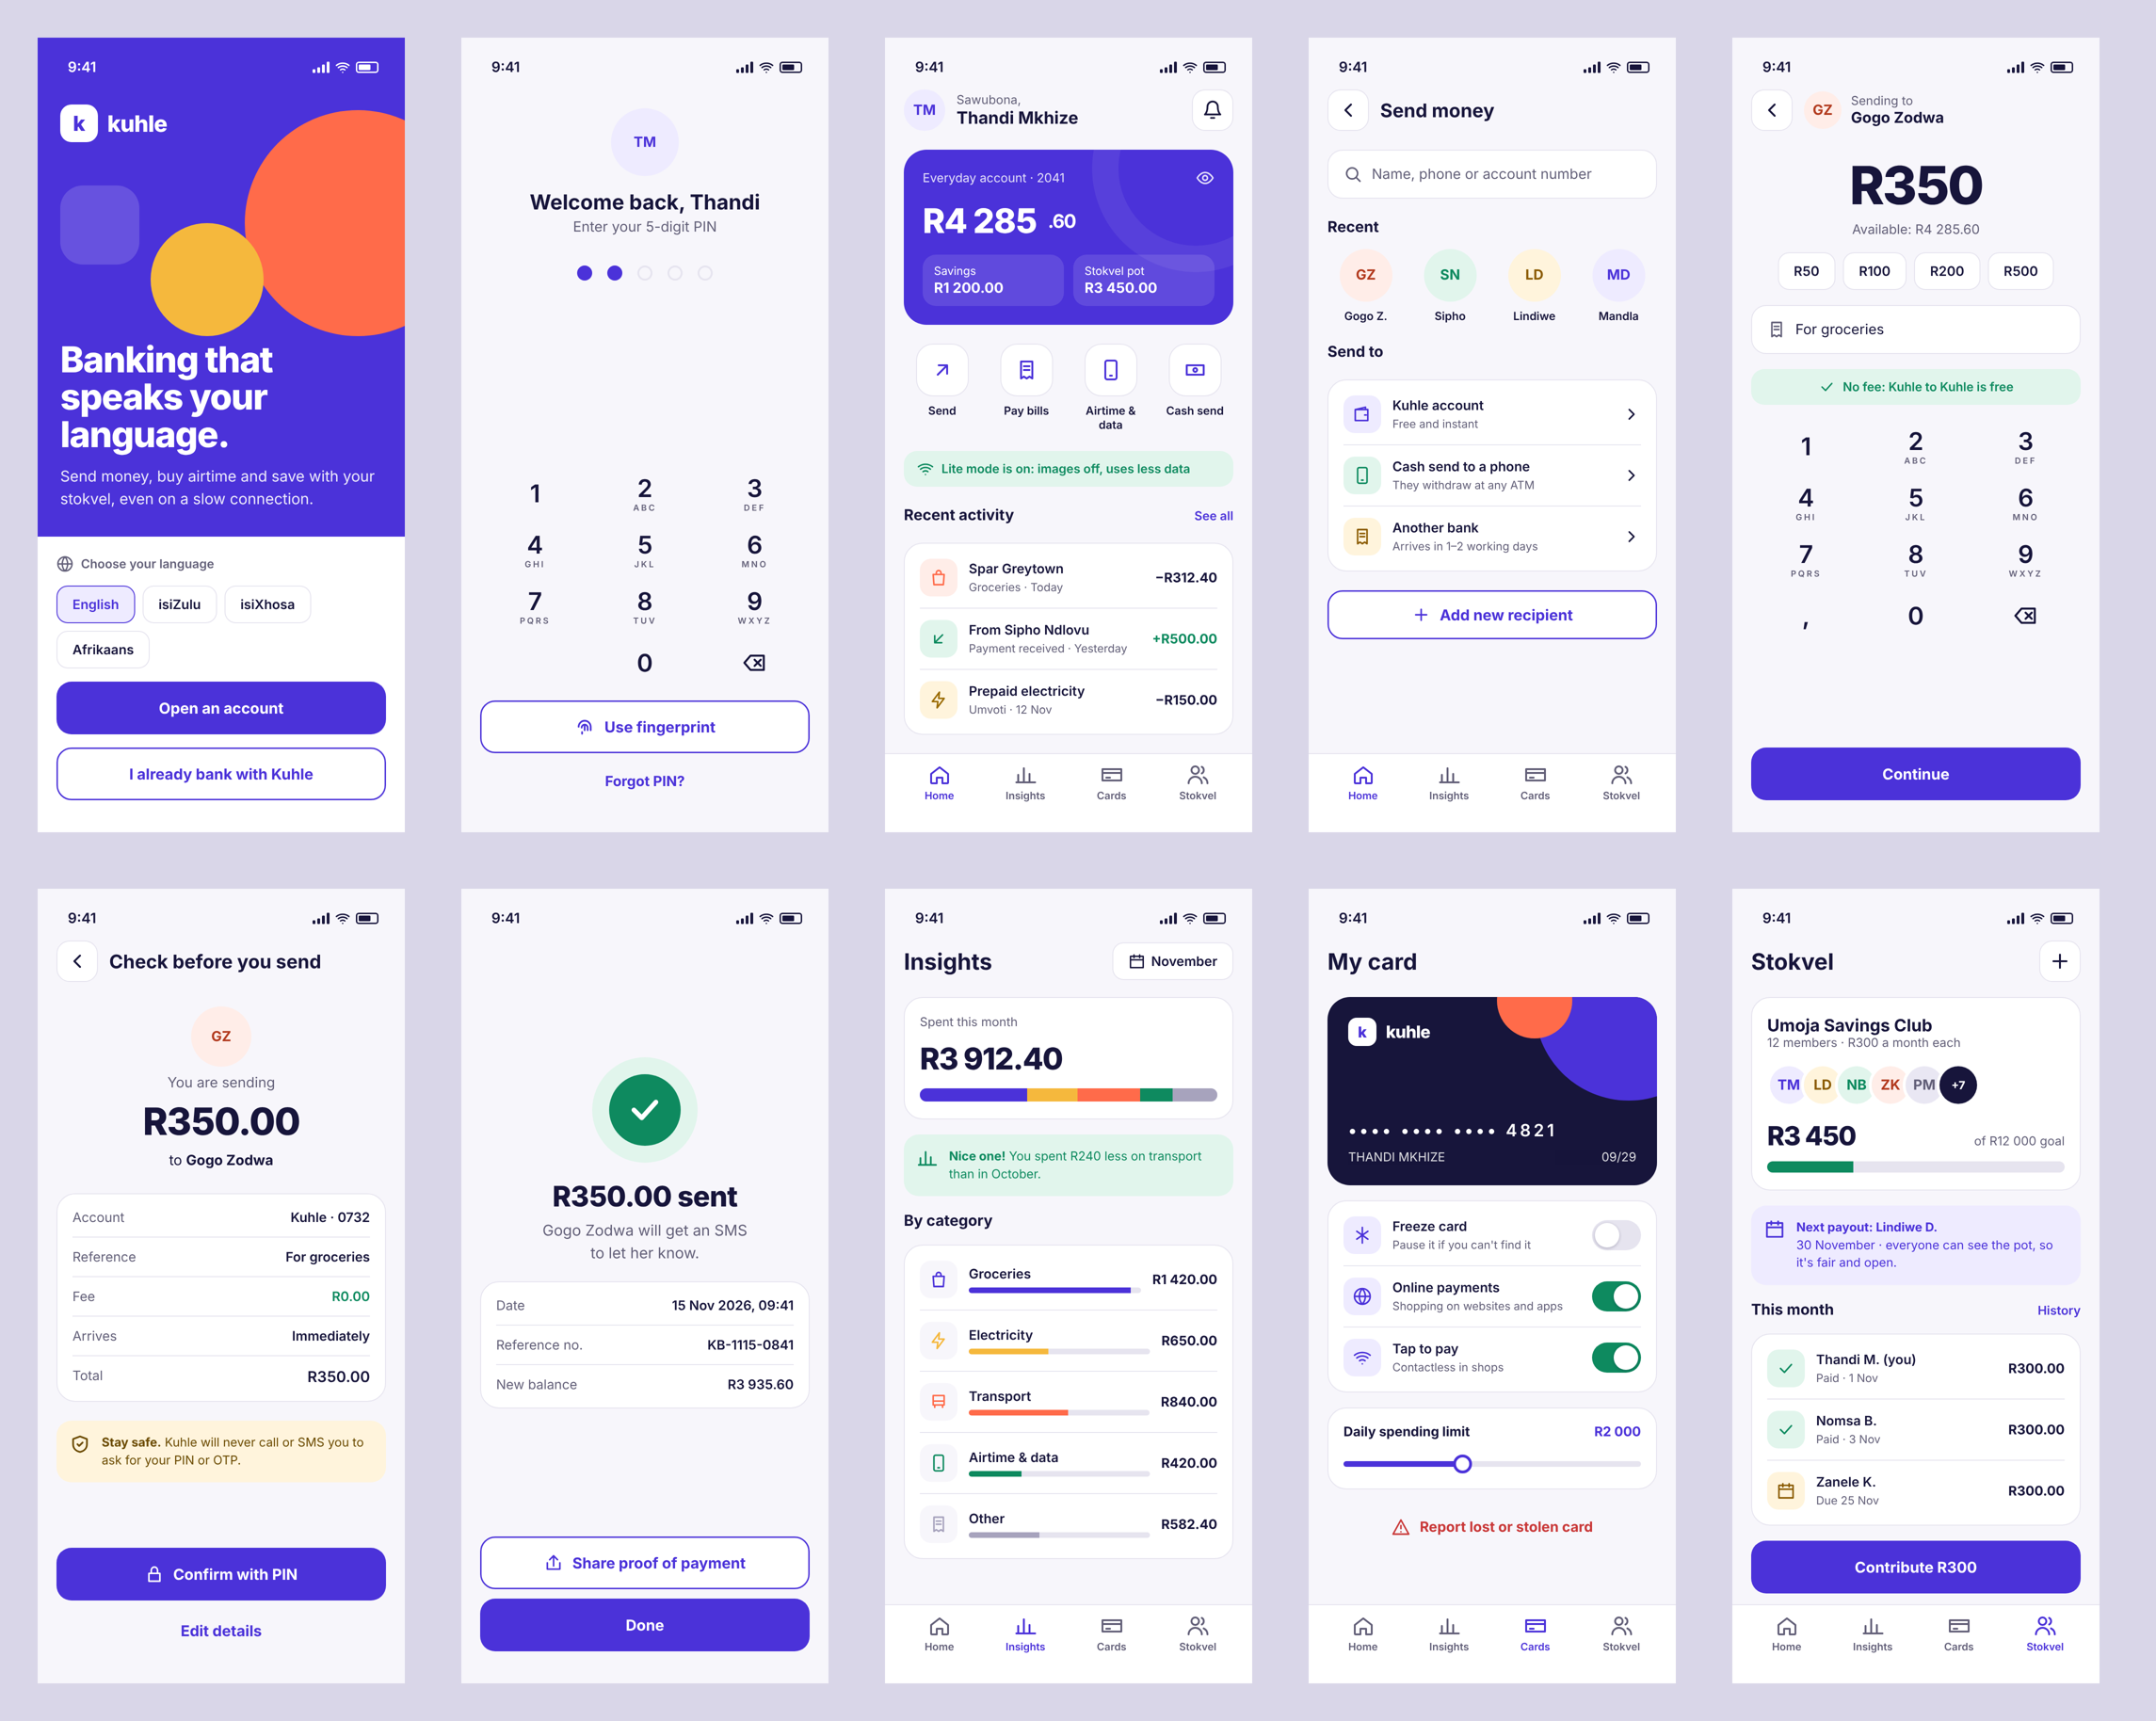 9:41
k kuhle
Banking that
speaks your
language.
Send money, buy airtime and save with your
stokvel, even on a slow connection.
Choose your language
English isiZulu isiXhosa
Afrikaans
Open an account
I already bank with Kuhle
9:41
TM
Welcome back, Thandi
Enter your 5-digit PIN
1 2 3
ABC DEF
4 5 6
GHI JKL MNO
7 8 9
PQRS TUV WXYZ
0
Use fingerprint
Forgot PIN?
9:41
TM
Sawubona,
Thandi Mkhize
Everyday account · 2041
R4 285 .60
Savings
R1 200.00
Stokvel pot
R3 450.00
Send
Pay bills
Airtime &
data
Cash send
Lite mode is on: images off, uses less data
Recent activity See all
Spar Greytown
Groceries · Today
−R312.40
From Sipho Ndlovu
Payment received · Yesterday
+R500.00
Prepaid electricity
Umvoti · 12 Nov
−R150.00
Home Insights Cards Stokvel
9:41
Send money
Name, phone or account number
Recent
GZ SN LD MD
Gogo Z. Sipho Lindiwe Mandla
Send to
Kuhle account
Free and instant
Cash send to a phone
They withdraw at any ATM
Another bank
Arrives in 1–2 working days
Add new recipient
Home Insights Cards Stokvel
9:41
GZ
Sending to
Gogo Zodwa
R350
Available: R4 285.60
R50 R100 R200 R500
For groceries
No fee: Kuhle to Kuhle is free
1 2 3
ABC DEF
4 5 6
GHI JKL MNO
7 8 9
PQRS TUV WXYZ
, 0
Continue
9:41
Check before you send
GZ
You are sending
R350.00
to Gogo Zodwa
Account Kuhle · 0732
Reference For groceries
Fee R0.00
Arrives Immediately
Total R350.00
Stay safe. Kuhle will never call or SMS you to
ask for your PIN or OTP.
Confirm with PIN
Edit details
9:41
R350.00 sent
Gogo Zodwa will get an SMS
to let her know.
Date 15 Nov 2026, 09:41
Reference no. KB-1115-0841
New balance R3 935.60
Share proof of payment
Done
9:41
Insights November
Spent this month
R3 912.40
Nice one! You spent R240 less on transport
than in October.
By category
Groceries R1 420.00
Electricity R650.00
Transport R840.00
Airtime & data R420.00
Other R582.40
Home Insights Cards Stokvel
9:41
My card
k kuhle
•••• •••• •••• 4821
THANDI MKHIZE 09/29
Freeze card
Pause it if you can't find it
Online payments
Shopping on websites and apps
Tap to pay
Contactless in shops
Daily spending limit R2 000
Report lost or stolen card
Home Insights Cards Stokvel
9:41
Stokvel
Umoja Savings Club
12 members · R300 a month each
TM LD NB ZK PM +7
R3 450 of R12 000 goal
Next payout: Lindiwe D.
30 November · everyone can see the pot, so
it's fair and open.
This month History
Thandi M. (you)
Paid · 1 Nov
R300.00
Nomsa B.
Paid · 3 Nov
R300.00
Zanele K.
Due 25 Nov
R300.00
Contribute R300
Home Insights Cards Stokvel